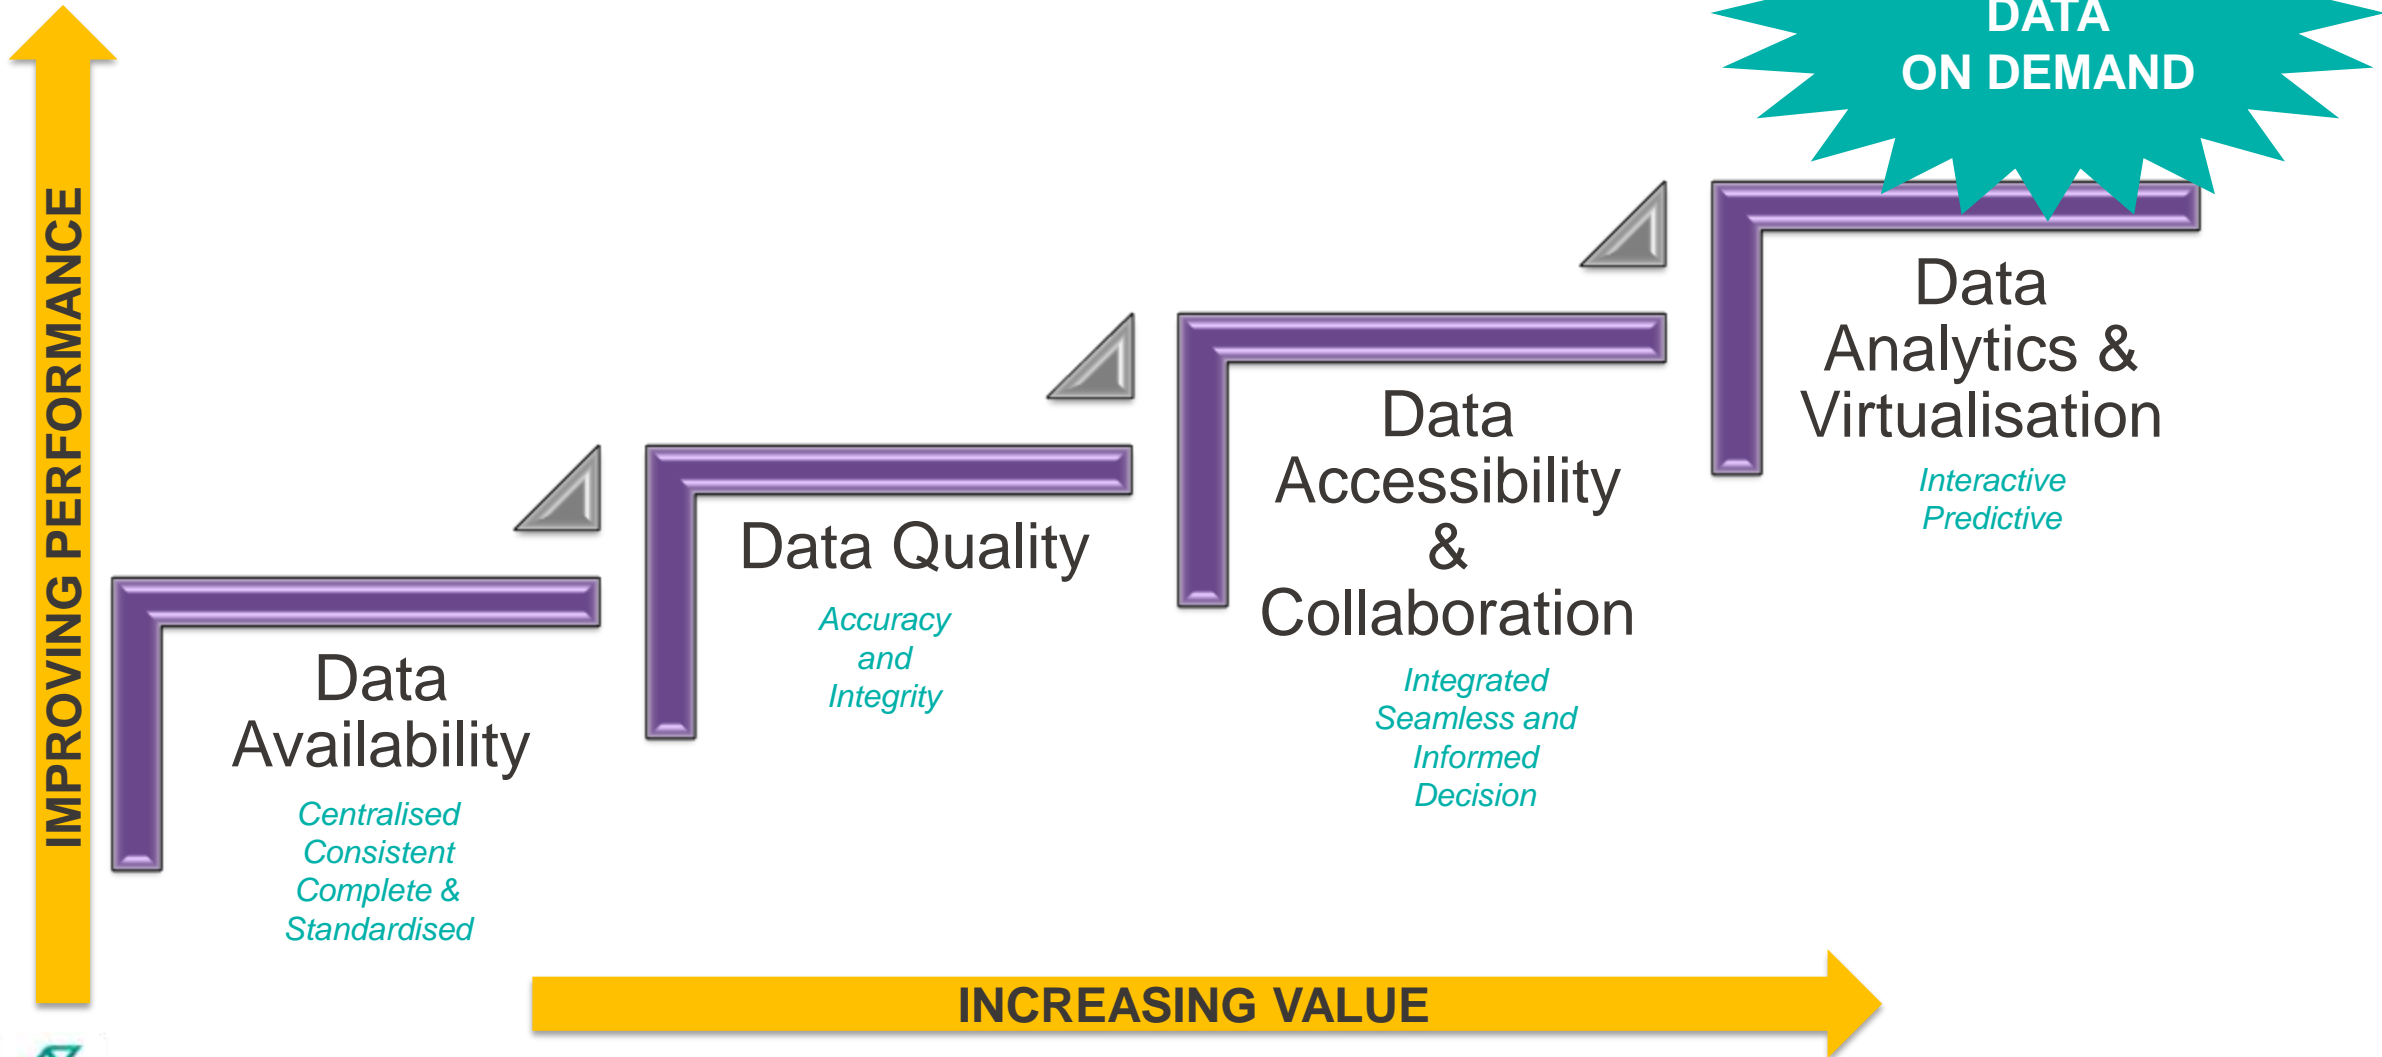 DATA
ON DEMAND
IMPROVING PERFORMANCE
Data
Availability
Centralised
Consistent
Complete &
Standardised
Data Quality
Accuracy
and
Integrity
Data
Accessibility
&
Collaboration
Integrated
Seamless and
Informed
Decision
Data
Analytics &
Virtualisation
Interactive
Predictive
INCREASING VALUE